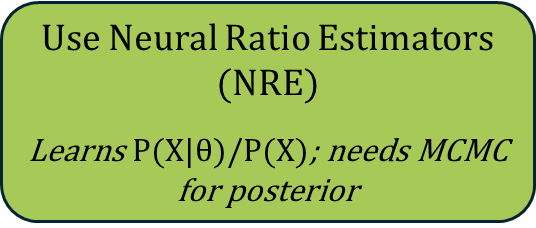 Use Neural Ratio Estimators
(NRE)
Learns P(X|θ)/P(X); needs MCMC
for posterior